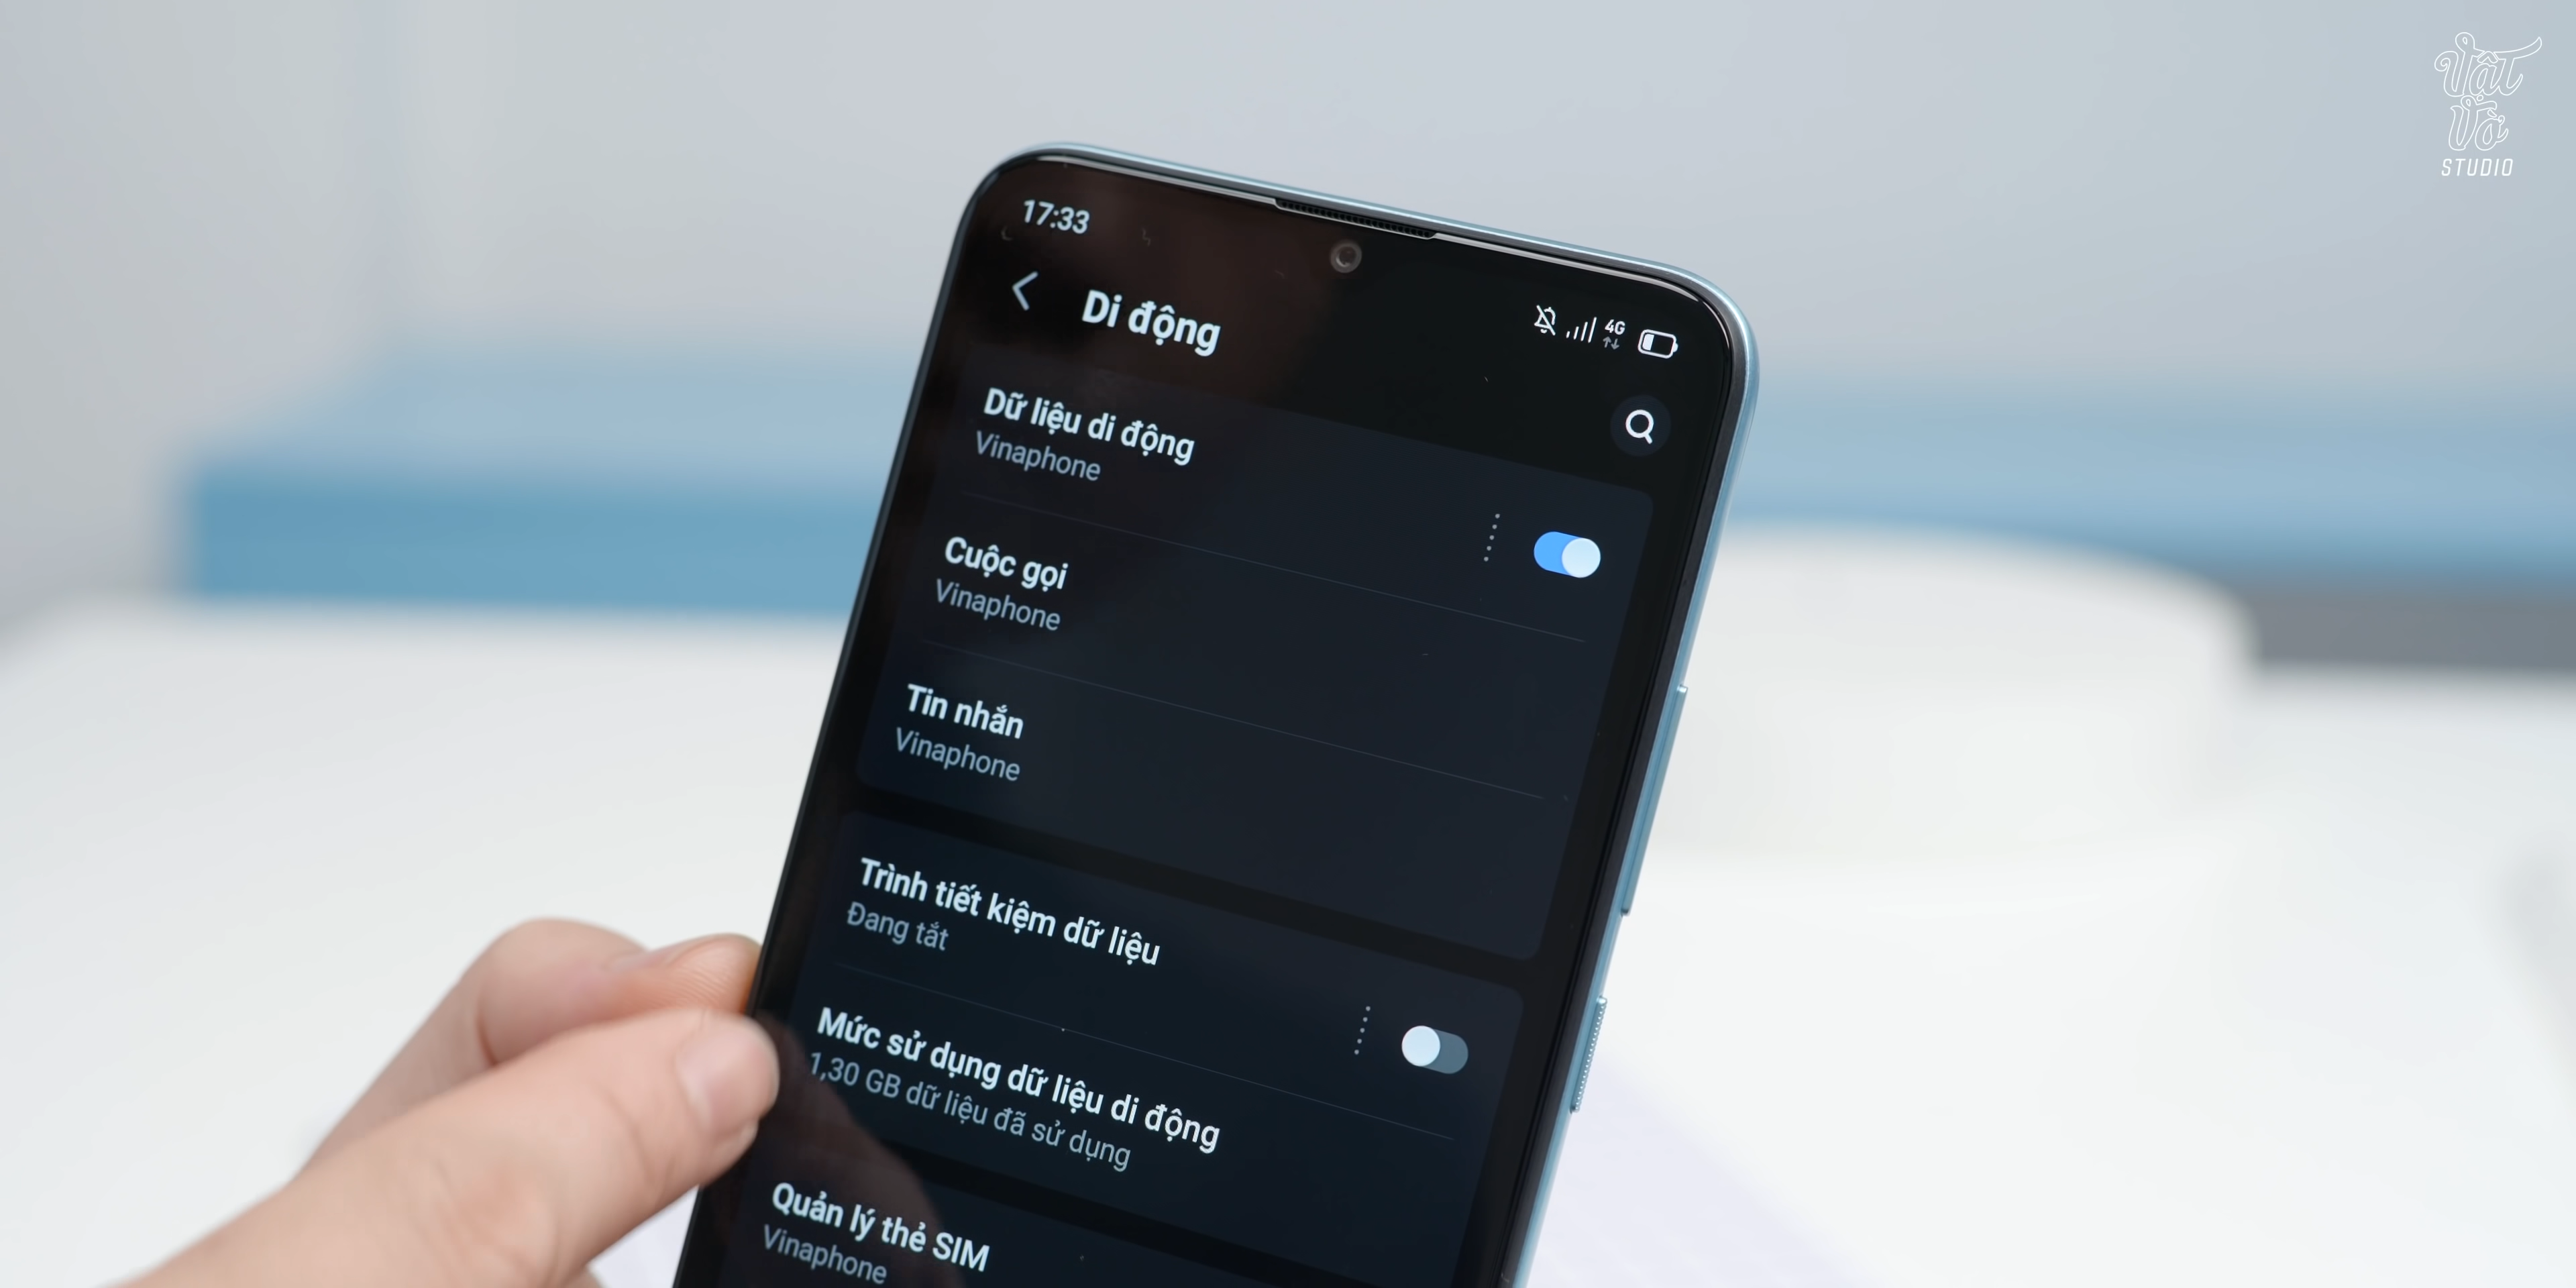 Vật
Vờ
STUDIO
17:33
4G
Di động
Dữ liệu di động
Vinaphone
Cuộc gọi
Vinaphone
Tin nhắn
Vinaphone
Trình tiết kiệm dữ liệu
Đang tắt
Mức sử dụng dữ liệu di động
1,30 GB dữ liệu đã sử dụng
Quản lý thẻ SIM
Vinaphone